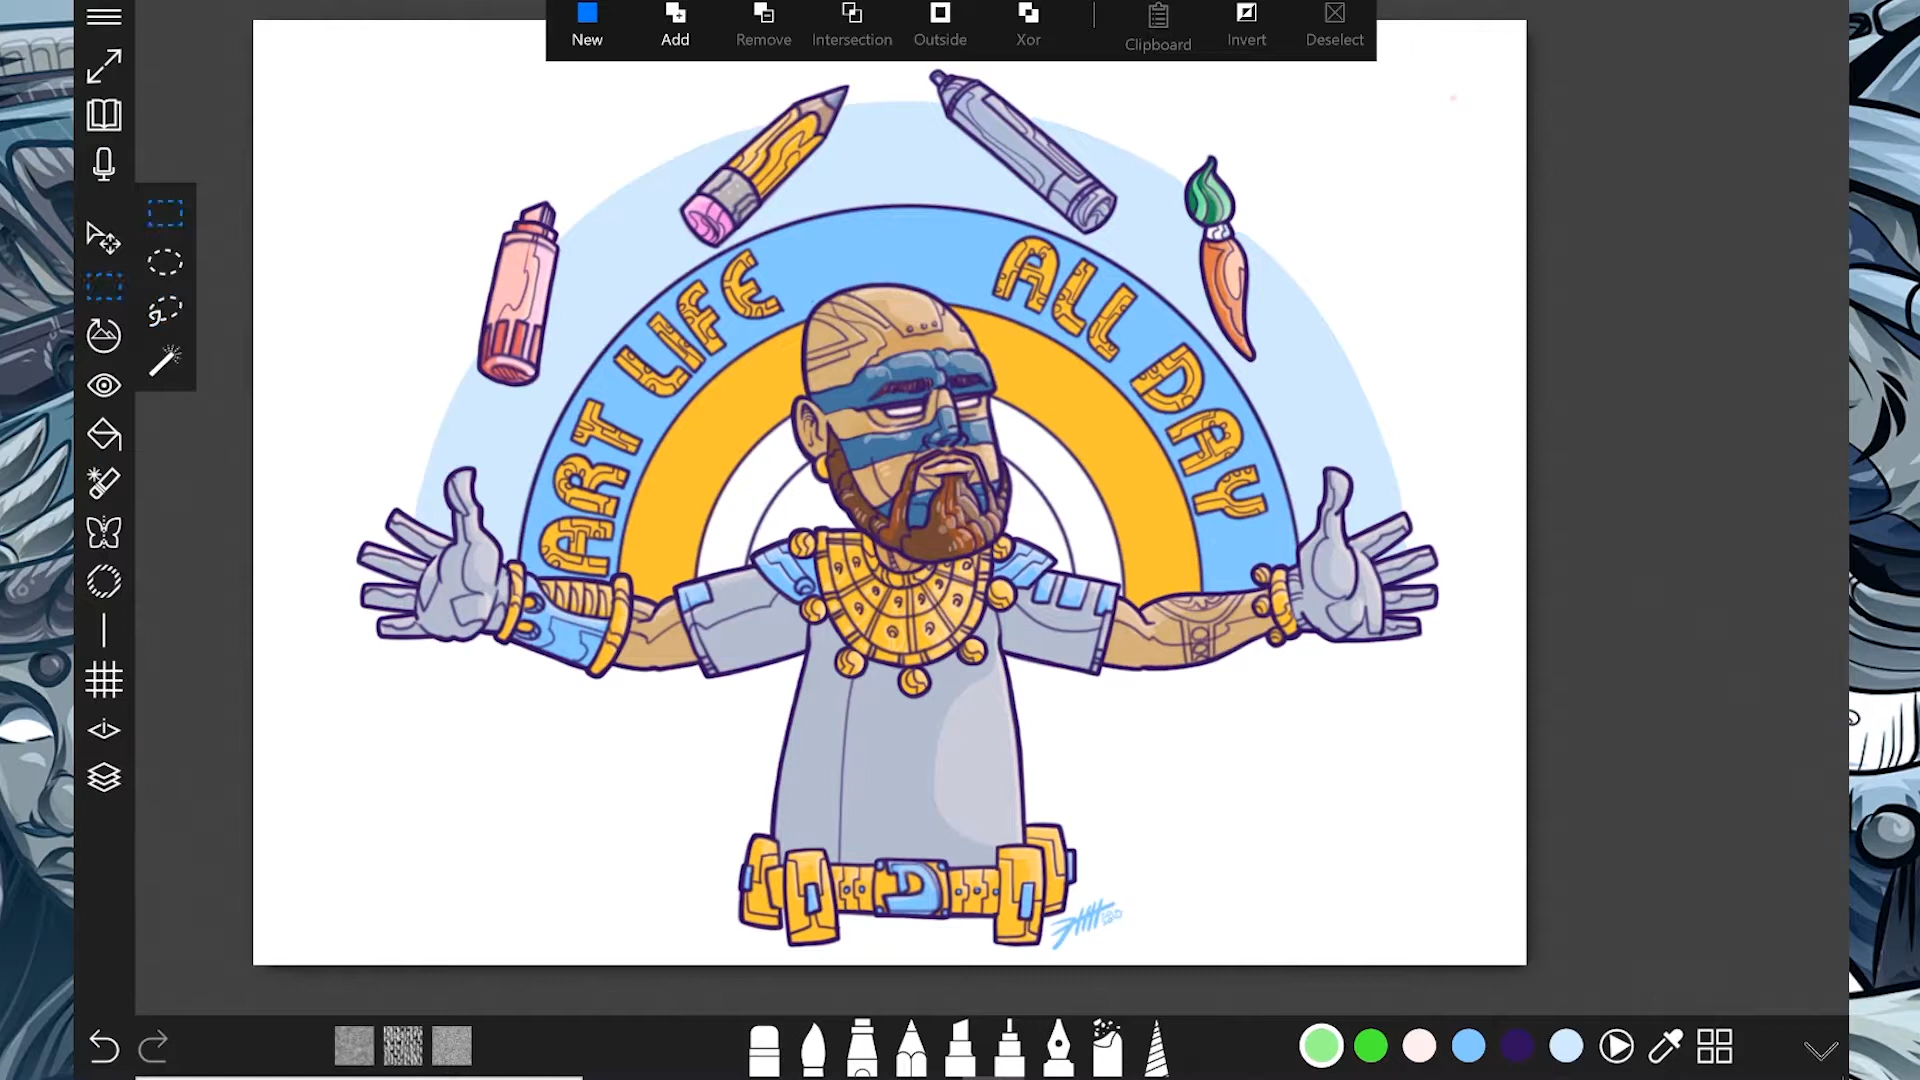 New Add Remove Intersection Outside Xor Clipboard Invert Deselect
ART LIFE ALL DAY
D